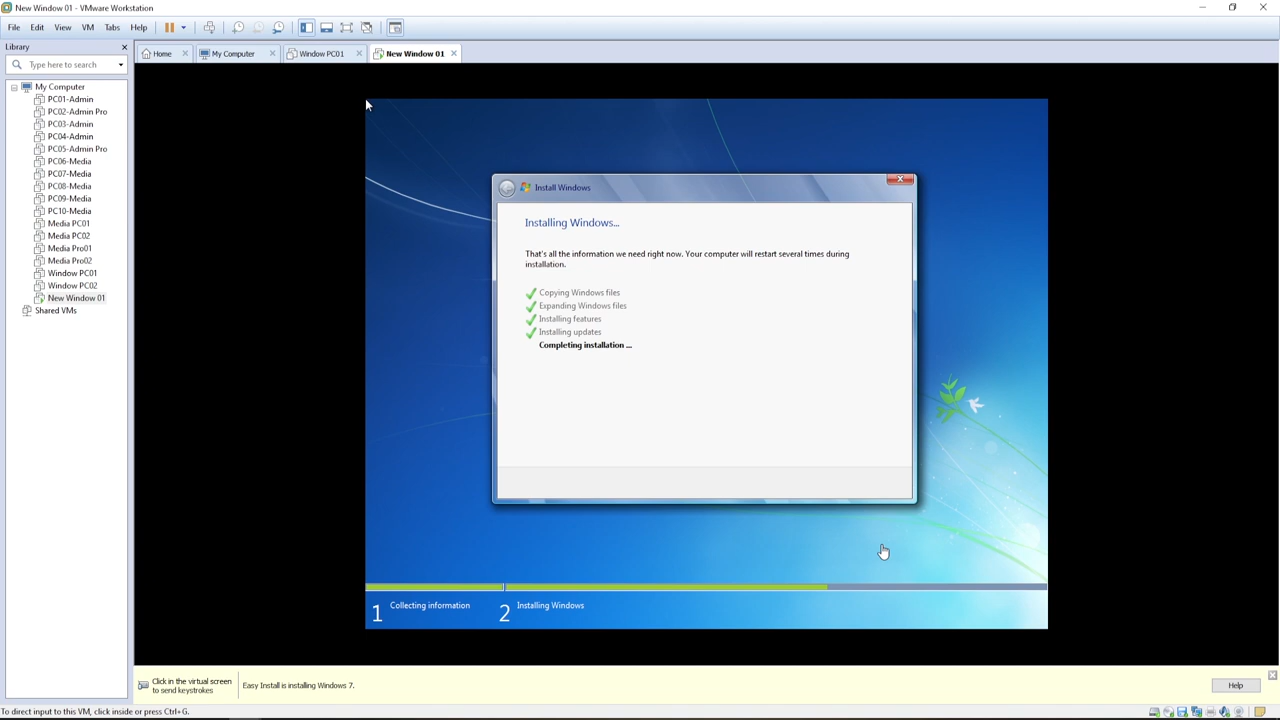 New Window 01 - VMware Workstation
File Edit View VM Tabs Help
Library
Type here to search
Home My Computer Window PC01 New Window 01
My Computer
PC01-Admin
PC02-Admin Pro
PC03-Admin
PC04-Admin
PC05-Admin Pro
PC06-Media
PC07-Media
PC08-Media
PC09-Media
PC10-Media
Media PC01
Media PC02
Media Pro01
Media Pro02
Window PC01
Window PC02
New Window 01
Shared VMs
Install Windows
Installing Windows...
That's all the information we need right now. Your computer will restart several times during
installation.
Copying Windows files
Expanding Windows files
Installing features
Installing updates
Completing installation ...
1 Collecting information 2 Installing Windows
Click in the virtual screen
to send keystrokes
Easy Install is installing Windows 7.
Help
To direct input to this VM, click inside or press Ctrl+G.